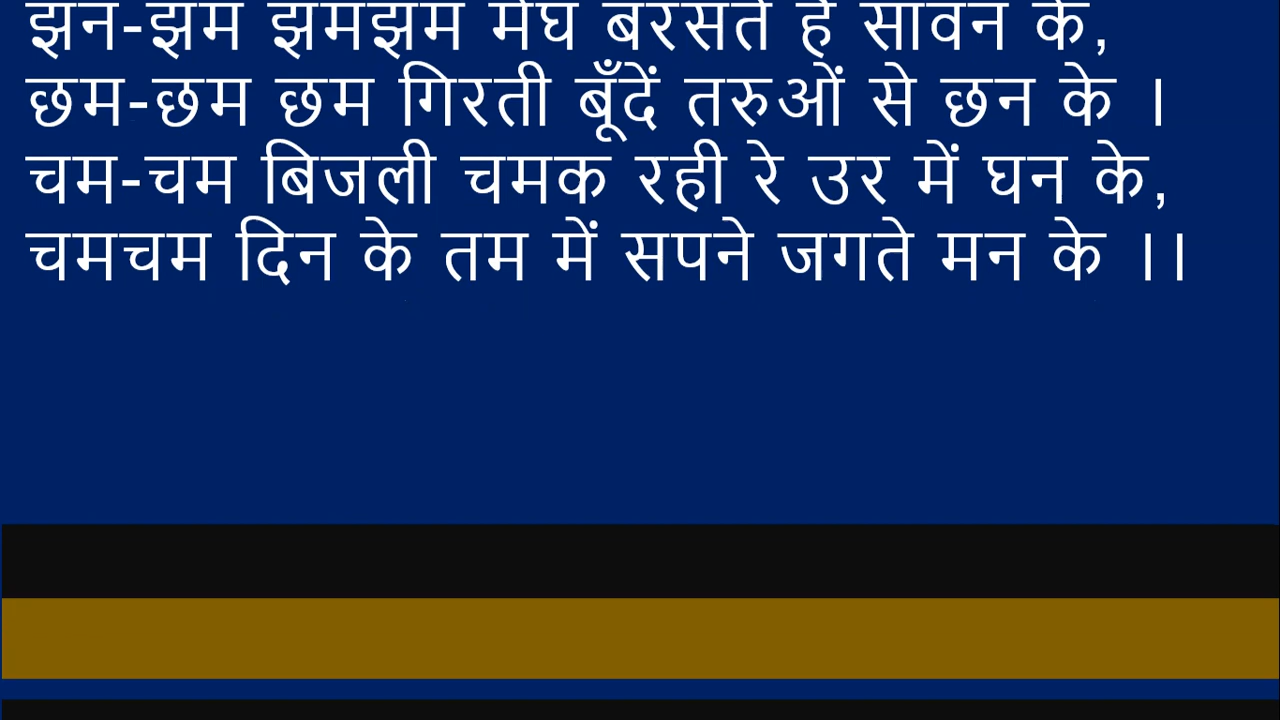 झन-झम झमझम मेघ बरसते हैं सावन के,
छम-छम छम गिरती बूँदें तरुओं से छन के ।
चम-चम बिजली चमक रही रे उर में घन के,
चमचम दिन के तम में सपने जगते मन के ।।